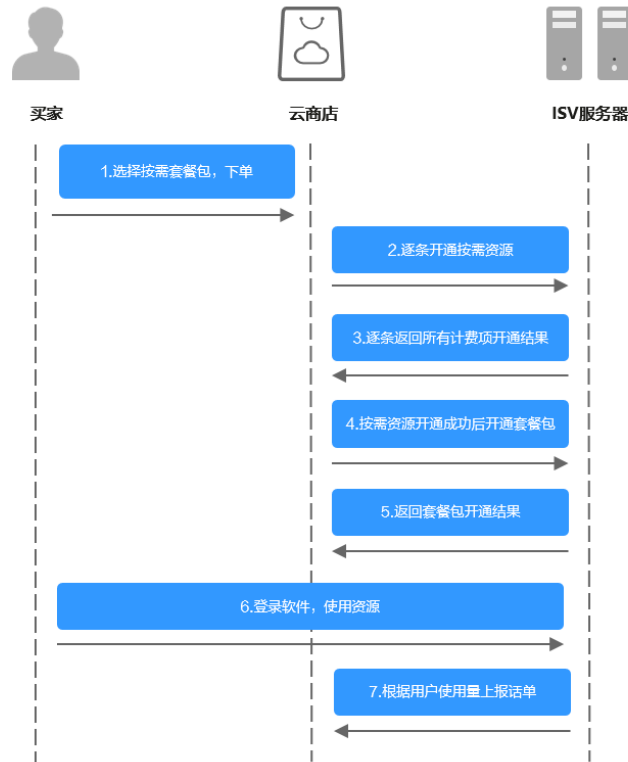 买家
云商店
ISV服务器
1.选择按需套餐包，下单
2.逐条开通按需资源
3.逐条返回所有计费项开通结果
4.按需资源开通成功后开通套餐包
5.返回套餐包开通结果
6.登录软件，使用资源
7.根据用户使用量上报话单